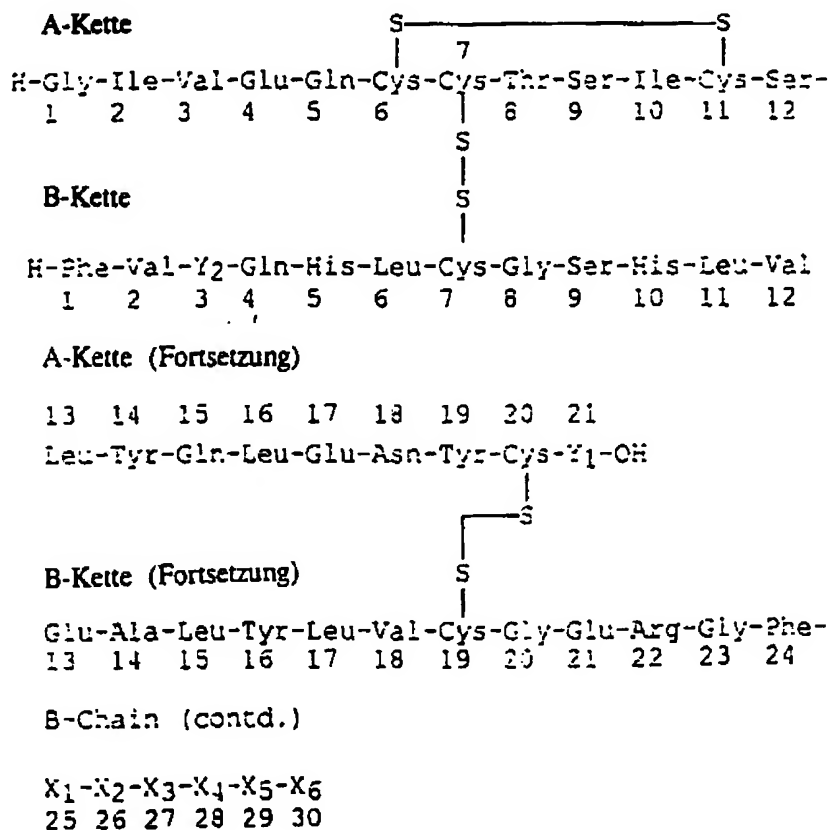 A-Kette
S S
7
H-Gly-Ile-Val-Glu-Gln-Cys-Cys-Thr-Ser-Ile-Cys-Ser-
1 2 3 4 5 6 8 9 10 11 12
S
S
B-Kette
H-Phe-Val-Y2-Gln-His-Leu-Cys-Gly-Ser-His-Leu-Val
1 2 3 4 5 6 7 8 9 10 11 12
A-Kette (Fortsetzung)
13 14 15 16 17 18 19 20 21
Leu-Tyr-Gln-Leu-Glu-Asn-Tyr-Cys-Y1-OH
S
S
B-Kette (Fortsetzung)
Glu-Ala-Leu-Tyr-Leu-Val-Cys-Gly-Glu-Arg-Gly-Phe-
13 14 15 16 17 18 19 20 21 22 23 24
B-Chain (contd.)
X1-X2-X3-X4-X5-X6
25 26 27 28 29 30